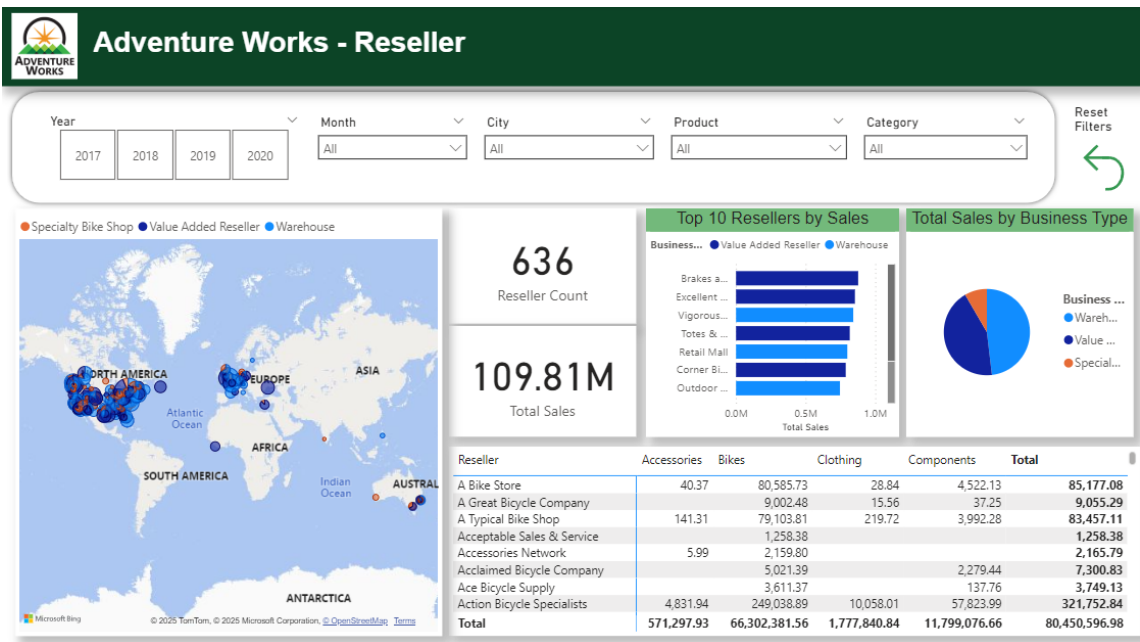 Adventure Works - Reseller
ADVENTURE
WORKS
Year
2017
2018
2019
2020
Month
All
City
All
Product
All
Category
All
Reset
Filters
Specialty Bike Shop Value Added Reseller Warehouse
NORTH AMERICA
EUROPE
ASIA
Atlantic
Ocean
AFRICA
SOUTH AMERICA
Indian
Ocean
AUSTRAL
ANTARCTICA
Microsoft Bing
© 2025 TomTom, © 2025 Microsoft Corporation, © OpenStreetMap Terms
636
Reseller Count
109.81M
Total Sales
Top 10 Resellers by Sales
Business... Value Added Reseller Warehouse
Brakes a...
Excellent ...
Vigorous...
Totes & ...
Retail Mall
Corner Bi...
Outdoor ...
0.0M 0.5M 1.0M
Total Sales
Total Sales by Business Type
Business ...
Wareh...
Value ...
Special...
Reseller Accessories Bikes Clothing Components Total
A Bike Store 40.37 80,585.73 28.84 4,522.13 85,177.08
A Great Bicycle Company 9,002.48 15.56 37.25 9,055.29
A Typical Bike Shop 141.31 79,103.81 219.72 3,992.28 83,457.11
Acceptable Sales & Service 1,258.38 1,258.38
Accessories Network 5.99 2,159.80 2,165.79
Acclaimed Bicycle Company 5,021.39 2,279.44 7,300.83
Ace Bicycle Supply 3,611.37 137.76 3,749.13
Action Bicycle Specialists 4,831.94 249,038.89 10,058.01 57,823.99 321,752.84
Total 571,297.93 66,302,381.56 1,777,840.84 11,799,076.66 80,450,596.98